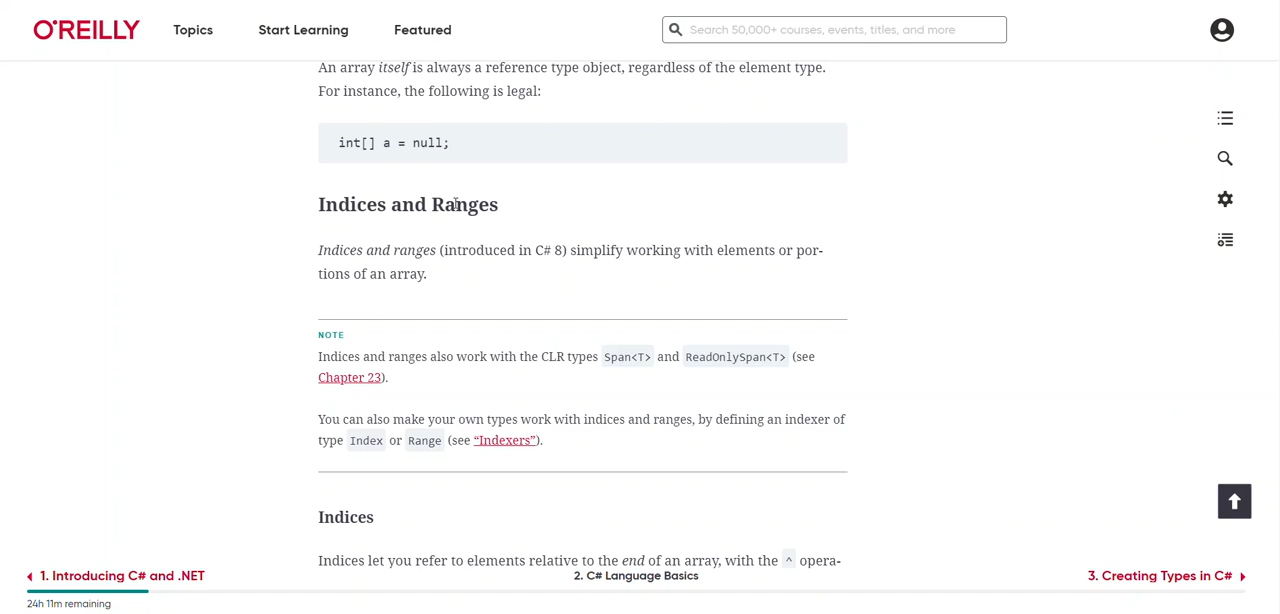 O'REILLY Topics Start Learning Featured Search 50,000+ courses, events, titles, and more
An array itself is always a reference type object, regardless of the element type.
For instance, the following is legal:
int[] a = null;
Indices and Ranges
Indices and ranges (introduced in C# 8) simplify working with elements or por-
tions of an array.
NOTE
Indices and ranges also work with the CLR types Span<T> and ReadOnlySpan<T> (see
Chapter 23).
You can also make your own types work with indices and ranges, by defining an indexer of
type Index or Range (see “Indexers”).
Indices
Indices let you refer to elements relative to the end of an array, with the ^ opera-
1. Introducing C# and .NET 2. C# Language Basics 3. Creating Types in C#
24h 11m remaining